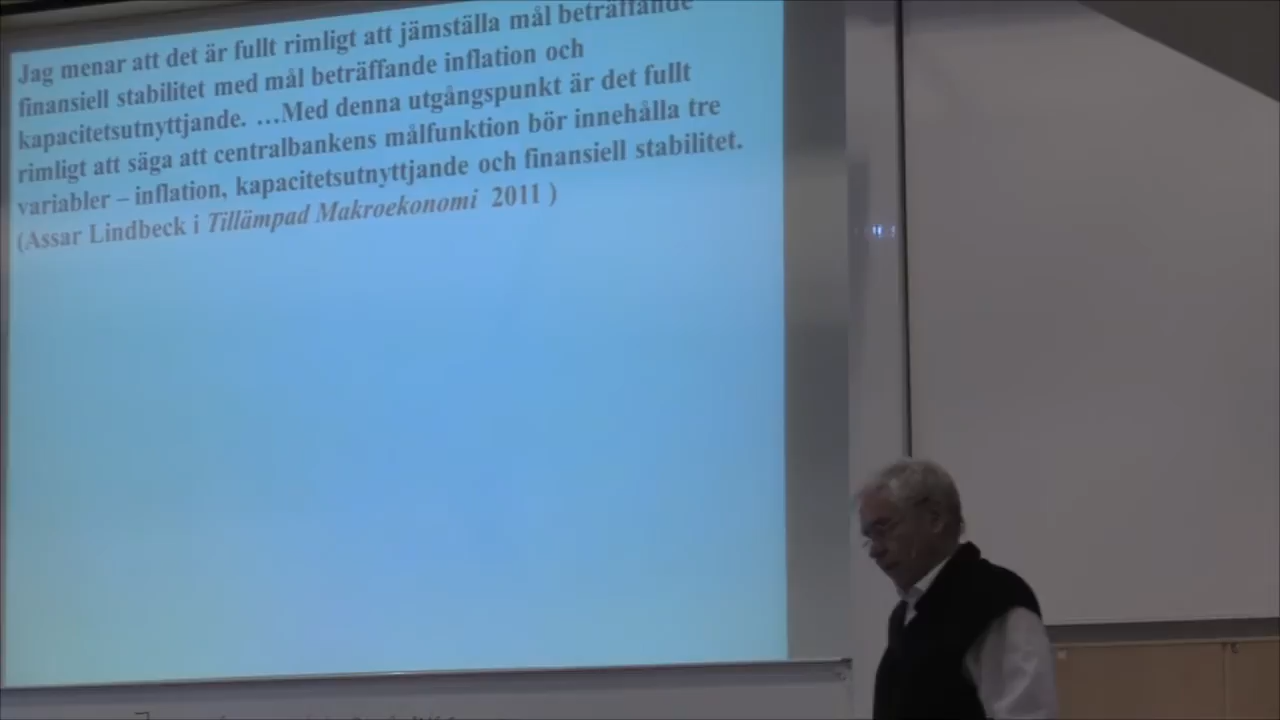 Jag menar att det är fullt rimligt att jämställa mål beträffande
finansiell stabilitet med mål beträffande inflation och
kapacitetsutnyttjande. …Med denna utgångspunkt är det fullt
rimligt att säga att centralbankens målfunktion bör innehålla tre
variabler – inflation, kapacitetsutnyttjande och finansiell stabilitet.
(Assar Lindbeck i Tillämpad Makroekonomi 2011 )